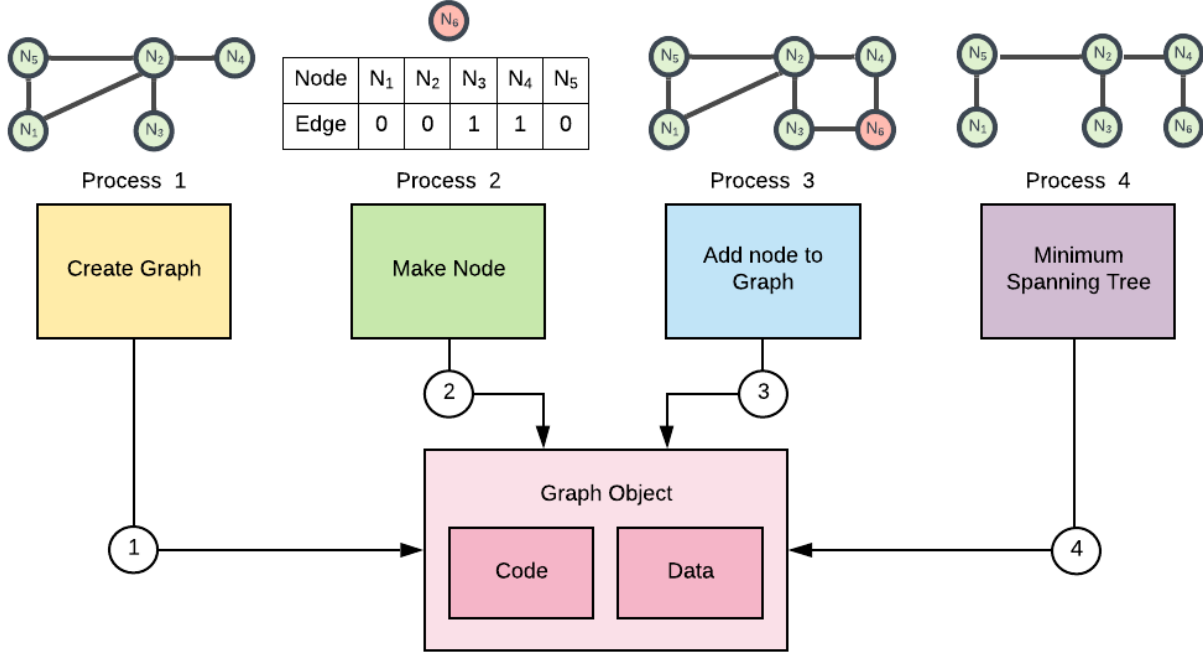 N₆
N₅ N₂ N₄
N₁ N₃
Node N₁ N₂ N₃ N₄ N₅
Edge 0 0 1 1 0
N₅ N₂ N₄
N₁ N₃ N₆
N₅ N₂ N₄
N₁ N₃ N₆
Process 1
Process 2
Process 3
Process 4
Create Graph
Make Node
Add node to
Graph
Minimum
Spanning Tree
2
3
Graph Object
1
Code
Data
4